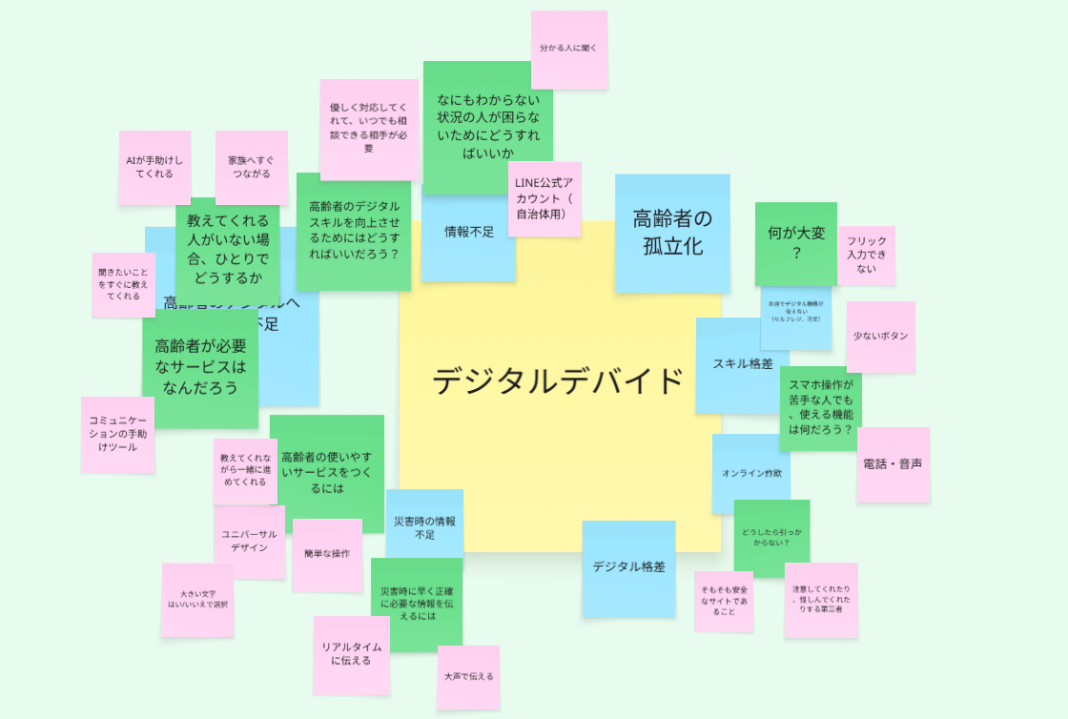 分かる人に聞く
なにもわからない
状況の人が困らな
いためにどうすれ
ばいいか
優しく対応してく
れて、いつでも相
談できる相手が必
要
LINE公式ア
カウント（
自治体用）
情報不足
AIが手助けし
てくれる
家族へすぐ
つながる
高齢者のデジタル
スキルを向上させ
るためにはどうす
ればいいだろう？
教えてくれる
人がいない場
合、ひとりで
どうするか
聞きたいこと
をすぐに教え
てくれる
高齢者のデジタルへ
不足
高齢者が必要
なサービスは
なんだろう
コミュニケー
ションの手助
けツール
高齢者の使いやす
いサービスをつく
るには
教えてくれな
がら一緒に進
めてくれる
ユニバーサル
デザイン
簡単な操作
大きい文字
はい/いいえで選択
災害時の情報
不足
災害時に早く正確
に必要な情報を伝
えるには
リアルタイム
に伝える
大声で伝える
デジタルデバイド
高齢者の
孤立化
何が大変
？
フリック
入力でき
ない
お店でデジタル機器が
使えない
（セルフレジ、注文）
スキル格差
少ないボタン
スマホ操作が
苦手な人でも
、使える機能
は何だろう？
電話・音声
オンライン詐欺
どうしたら引っか
からない？
そもそも安全
なサイトであ
ること
注意してくれたり
、怪しんでくれた
りする第三者
デジタル格差